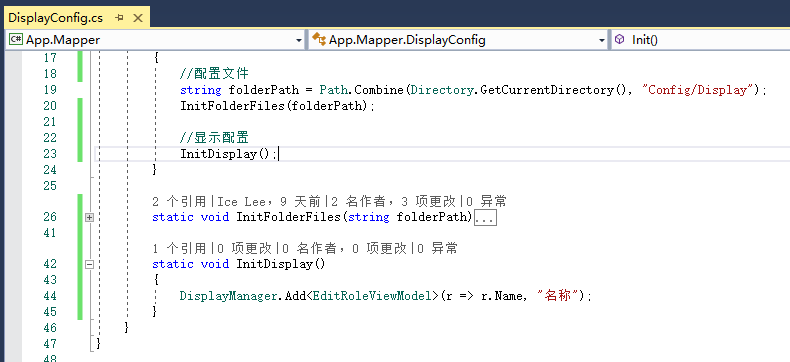 DisplayConfig.cs
C# App.Mapper App.Mapper.DisplayConfig Init()
17 {
18 //配置文件
19 string folderPath = Path.Combine(Directory.GetCurrentDirectory(), "Config/Display");
20 InitFolderFiles(folderPath);
21
22 //显示配置
23 InitDisplay();
24 }
25
2 个引用|Ice Lee, 9 天前|2 名作者, 3 项更改|0 异常
26 static void InitFolderFiles(string folderPath)...
41
1 个引用|0 项更改|0 名作者, 0 项更改|0 异常
42 static void InitDisplay()
43 {
44 DisplayManager.Add<EditRoleViewModel>(r => r.Name, "名称");
45 }
46 }
47 }
48